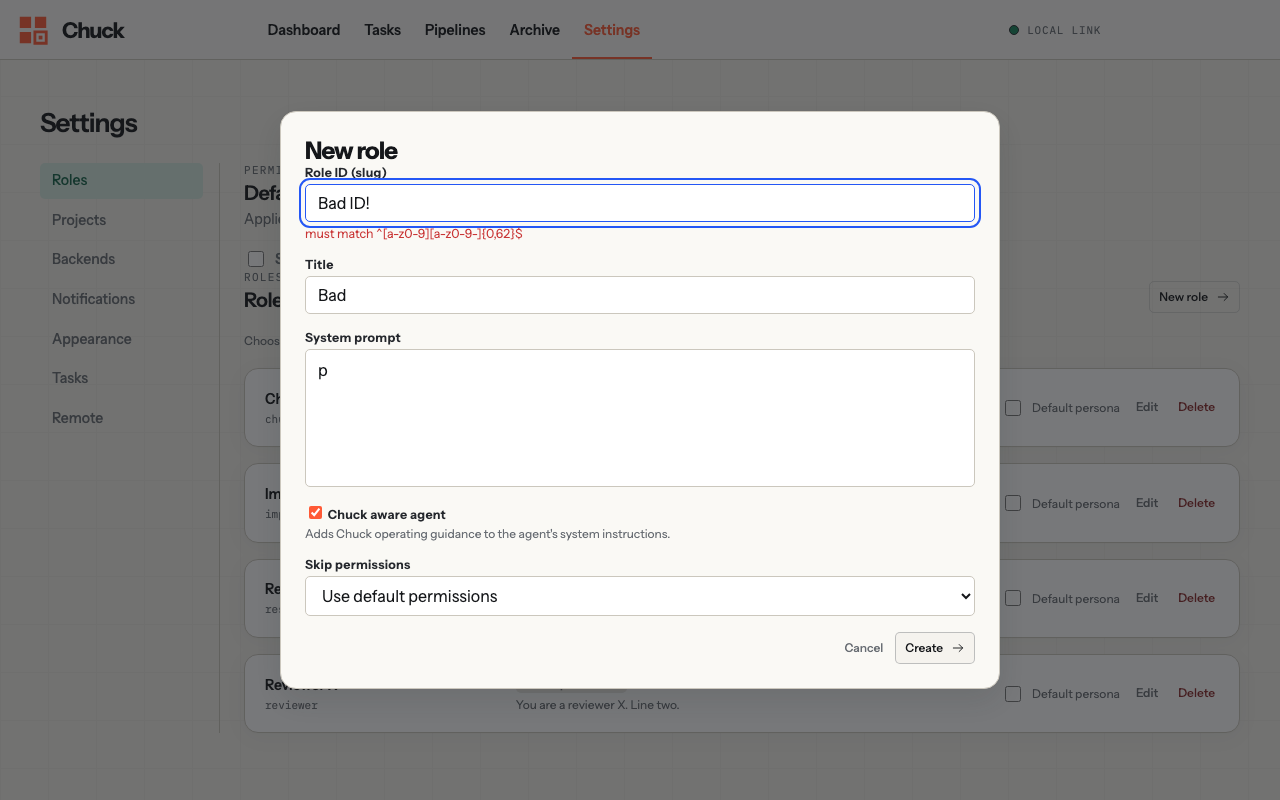 Chuck
Dashboard Tasks Pipelines Archive Settings
LOCAL LINK
Settings
Roles
Projects
Backends
Notifications
Appearance
Tasks
Remote
New role
Role ID (slug)
Bad ID!
must match ^[a-z0-9][a-z0-9-]{0,62}$
Title
Bad
System prompt
p
Chuck aware agent
Adds Chuck operating guidance to the agent's system instructions.
Skip permissions
Use default permissions
Cancel Create →
ROLES
New role →
Default persona Edit Delete
Default persona Edit Delete
Default persona Edit Delete
reviewer
You are a reviewer X. Line two.
Default persona Edit Delete